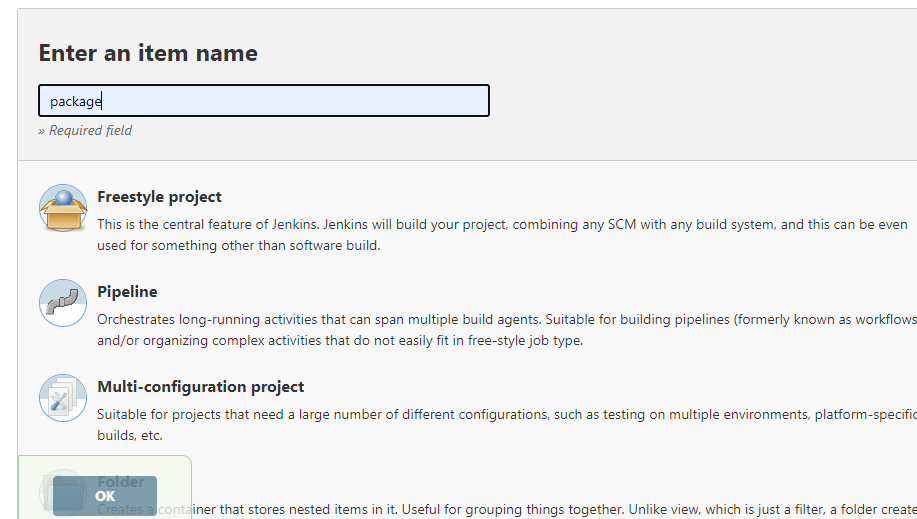 Enter an item name
package
» Required field
Freestyle project
This is the central feature of Jenkins. Jenkins will build your project, combining any SCM with any build system, and this can be even
used for something other than software build.
Pipeline
Orchestrates long-running activities that can span multiple build agents. Suitable for building pipelines (formerly known as workflows
and/or organizing complex activities that do not easily fit in free-style job type.
Multi-configuration project
Suitable for projects that need a large number of different configurations, such as testing on multiple environments, platform-specific
builds, etc.
Folder
OK
Creates a container that stores nested items in it. Useful for grouping things together. Unlike view, which is just a filter, a folder create